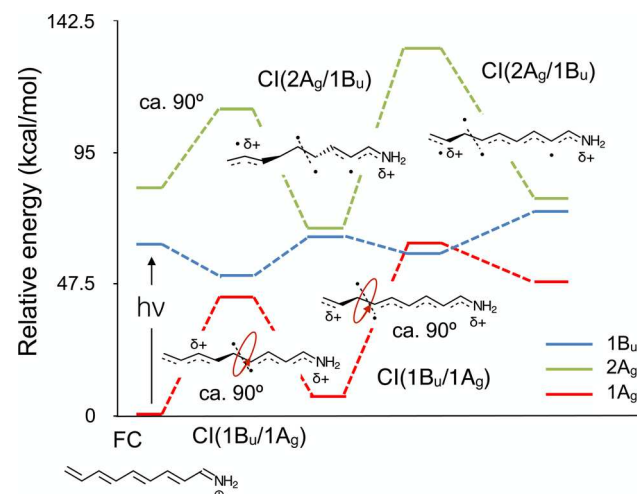 142.5
95
47.5
0
Relative energy (kcal/mol)
ca. 90º
CI(2Ag/1Bu)
CI(2Ag/1Bu)
• δ+
NH2
δ+
δ+
NH2
δ+
hν
δ+
NH2
δ+
ca. 90º
δ+
NH2
δ+
ca. 90º
CI(1Bu/1Ag)
1Bu
2Ag
1Ag
FC
CI(1Bu/1Ag)
NH2
⊕